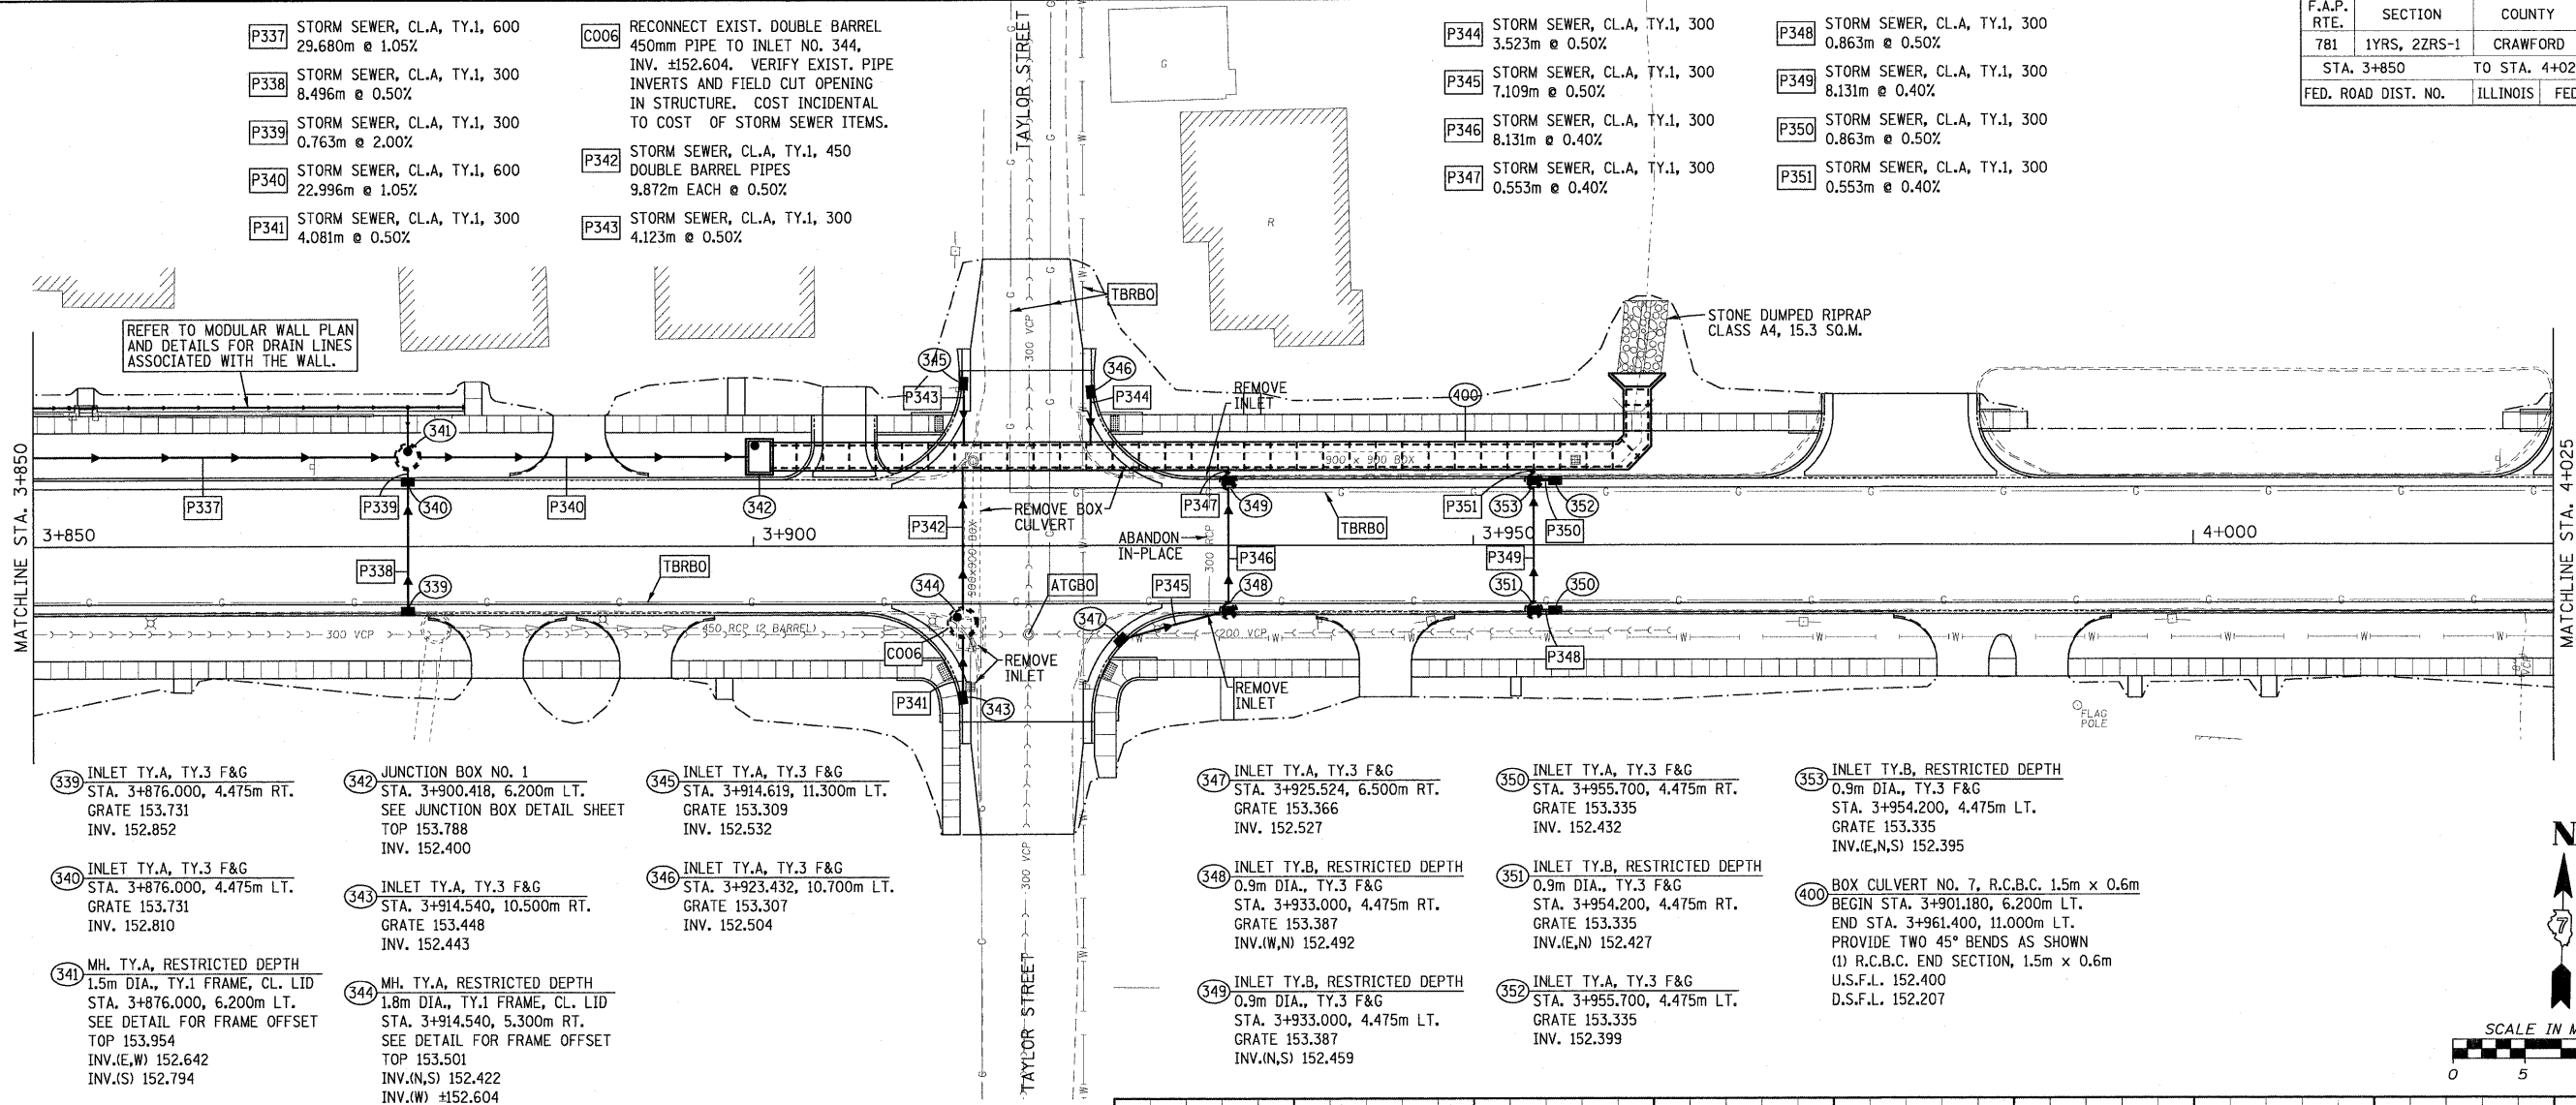 P337 STORM SEWER, CL.A, TY.1, 600
29.680m @ 1.05%
P338 STORM SEWER, CL.A, TY.1, 300
8.496m @ 0.50%
P339 STORM SEWER, CL.A, TY.1, 300
0.763m @ 2.00%
P340 STORM SEWER, CL.A, TY.1, 600
22.996m @ 1.05%
P341 STORM SEWER, CL.A, TY.1, 300
4.081m @ 0.50%
C006 RECONNECT EXIST. DOUBLE BARREL
450mm PIPE TO INLET NO. 344,
INV. ±152.604. VERIFY EXIST. PIPE
INVERTS AND FIELD CUT OPENING
IN STRUCTURE. COST INCIDENTAL
TO COST OF STORM SEWER ITEMS.
P342 STORM SEWER, CL.A, TY.1, 450
DOUBLE BARREL PIPES
9.872m EACH @ 0.50%
P343 STORM SEWER, CL.A, TY.1, 300
4.123m @ 0.50%
TAYLOR STREET
P344 STORM SEWER, CL.A, TY.1, 300
3.523m @ 0.50%
P345 STORM SEWER, CL.A, TY.1, 300
7.109m @ 0.50%
P346 STORM SEWER, CL.A, TY.1, 300
8.131m @ 0.40%
P347 STORM SEWER, CL.A, TY.1, 300
0.553m @ 0.40%
P348 STORM SEWER, CL.A, TY.1, 300
0.863m @ 0.50%
P349 STORM SEWER, CL.A, TY.1, 300
8.131m @ 0.40%
P350 STORM SEWER, CL.A, TY.1, 300
0.863m @ 0.50%
P351 STORM SEWER, CL.A, TY.1, 300
0.553m @ 0.40%
F.A.P. RTE. SECTION COUNTY
781 1YRS, 2ZRS-1 CRAWFORD
STA. 3+850 TO STA. 4+02
FED. ROAD DIST. NO. ILLINOIS FED
G
R
REFER TO MODULAR WALL PLAN
AND DETAILS FOR DRAIN LINES
ASSOCIATED WITH THE WALL.
TBRBO
300 VCP
STONE DUMPED RIPRAP
CLASS A4, 15.3 SQ.M.
345
346
P343
P344
REMOVE
INLET
400
341
900 x 900 BOX
MATCHLINE STA. 3+850
MATCHLINE STA. 4+025
P337
P339
340
P340
342
P342
REMOVE BOX
CULVERT
P347
349
TBRBO
P351
353
352
P350
3+850
3+900
3+950
4+000
900x900 BOX
ABANDON
IN-PLACE
300 RCP
P346
P349
P338
339
TBRBO
344
ATGBO
P345
348
351
350
347
300 VCP
450 RCP (2 BARREL)
200 VCP
C006
REMOVE
INLET
P348
P341
343
REMOVE
INLET
8" VCP
FLAG
POLE
339 INLET TY.A, TY.3 F&G
STA. 3+876.000, 4.475m RT.
GRATE 153.731
INV. 152.852
340 INLET TY.A, TY.3 F&G
STA. 3+876.000, 4.475m LT.
GRATE 153.731
INV. 152.810
341 MH. TY.A, RESTRICTED DEPTH
1.5m DIA., TY.1 FRAME, CL. LID
STA. 3+876.000, 6.200m LT.
SEE DETAIL FOR FRAME OFFSET
TOP 153.954
INV.(E,W) 152.642
INV.(S) 152.794
342 JUNCTION BOX NO. 1
STA. 3+900.418, 6.200m LT.
SEE JUNCTION BOX DETAIL SHEET
TOP 153.788
INV. 152.400
343 INLET TY.A, TY.3 F&G
STA. 3+914.540, 10.500m RT.
GRATE 153.448
INV. 152.443
344 MH. TY.A, RESTRICTED DEPTH
1.8m DIA., TY.1 FRAME, CL. LID
STA. 3+914.540, 5.300m RT.
SEE DETAIL FOR FRAME OFFSET
TOP 153.501
INV.(N,S) 152.422
INV.(W) ±152.604
345 INLET TY.A, TY.3 F&G
STA. 3+914.619, 11.300m LT.
GRATE 153.309
INV. 152.532
346 INLET TY.A, TY.3 F&G
STA. 3+923.432, 10.700m LT.
GRATE 153.307
INV. 152.504
300 VCP
TAYLOR STREET
347 INLET TY.A, TY.3 F&G
STA. 3+925.524, 6.500m RT.
GRATE 153.366
INV. 152.527
348 INLET TY.B, RESTRICTED DEPTH
0.9m DIA., TY.3 F&G
STA. 3+933.000, 4.475m RT.
GRATE 153.387
INV.(W,N) 152.492
349 INLET TY.B, RESTRICTED DEPTH
0.9m DIA., TY.3 F&G
STA. 3+933.000, 4.475m LT.
GRATE 153.387
INV.(N,S) 152.459
350 INLET TY.A, TY.3 F&G
STA. 3+955.700, 4.475m RT.
GRATE 153.335
INV. 152.432
351 INLET TY.B, RESTRICTED DEPTH
0.9m DIA., TY.3 F&G
STA. 3+954.200, 4.475m RT.
GRATE 153.335
INV.(E,N) 152.427
352 INLET TY.A, TY.3 F&G
STA. 3+955.700, 4.475m LT.
GRATE 153.335
INV. 152.399
353 INLET TY.B, RESTRICTED DEPTH
0.9m DIA., TY.3 F&G
STA. 3+954.200, 4.475m LT.
GRATE 153.335
INV.(E,N,S) 152.395
400 BOX CULVERT NO. 7, R.C.B.C. 1.5m x 0.6m
BEGIN STA. 3+901.180, 6.200m LT.
END STA. 3+961.400, 11.000m LT.
PROVIDE TWO 45° BENDS AS SHOWN
(1) R.C.B.C. END SECTION, 1.5m x 0.6m
U.S.F.L. 152.400
D.S.F.L. 152.207
N
7
SCALE IN M
0 5